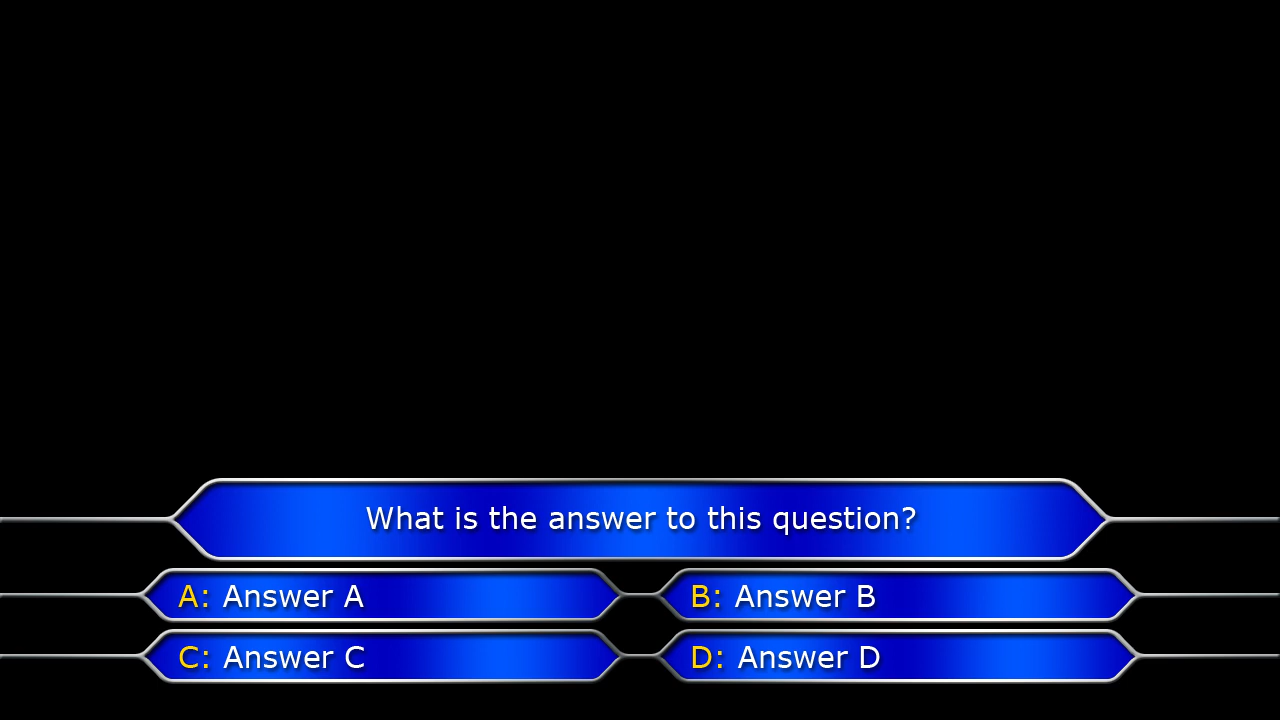 What is the answer to this question?
A: Answer A
B: Answer B
C: Answer C
D: Answer D